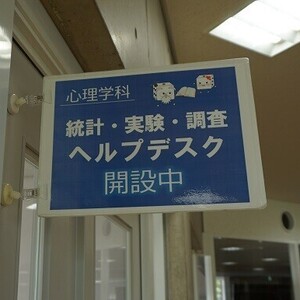 心理学科
統計・実験・調査
ヘルプデスク
開設中